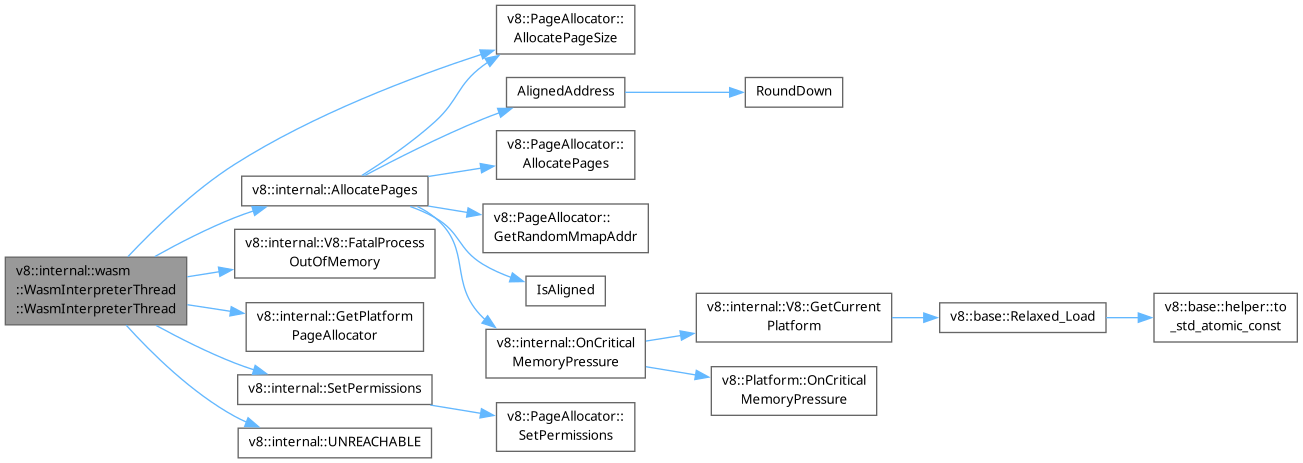 v8::internal::wasm
::WasmInterpreterThread
::WasmInterpreterThread
v8::internal::AllocatePages
v8::internal::V8::FatalProcess
OutOfMemory
v8::internal::GetPlatform
PageAllocator
v8::internal::SetPermissions
v8::internal::UNREACHABLE
v8::PageAllocator::
AllocatePageSize
AlignedAddress
v8::PageAllocator::
AllocatePages
v8::PageAllocator::
GetRandomMmapAddr
IsAligned
v8::internal::OnCritical
MemoryPressure
v8::PageAllocator::
SetPermissions
RoundDown
v8::internal::V8::GetCurrent
Platform
v8::Platform::OnCritical
MemoryPressure
v8::base::Relaxed_Load
v8::base::helper::to
_std_atomic_const